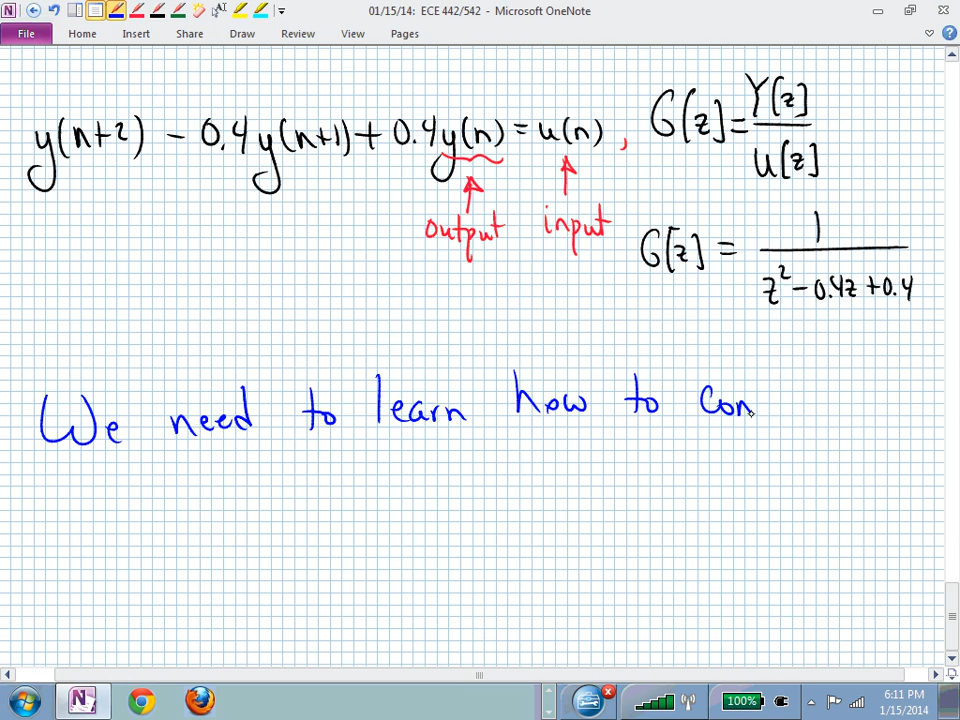 01/15/14: ECE 442/542 - Microsoft OneNote
File Home Insert Share Draw Review View Pages
y(n+2) - 0.4y(n+1) + 0.4y(n) = u(n) , G[z] = Y[z] / U[z]
output input
G[z] = 1 / z² - 0.4z + 0.4
We need to learn how to con
100% 6:11 PM
1/15/2014